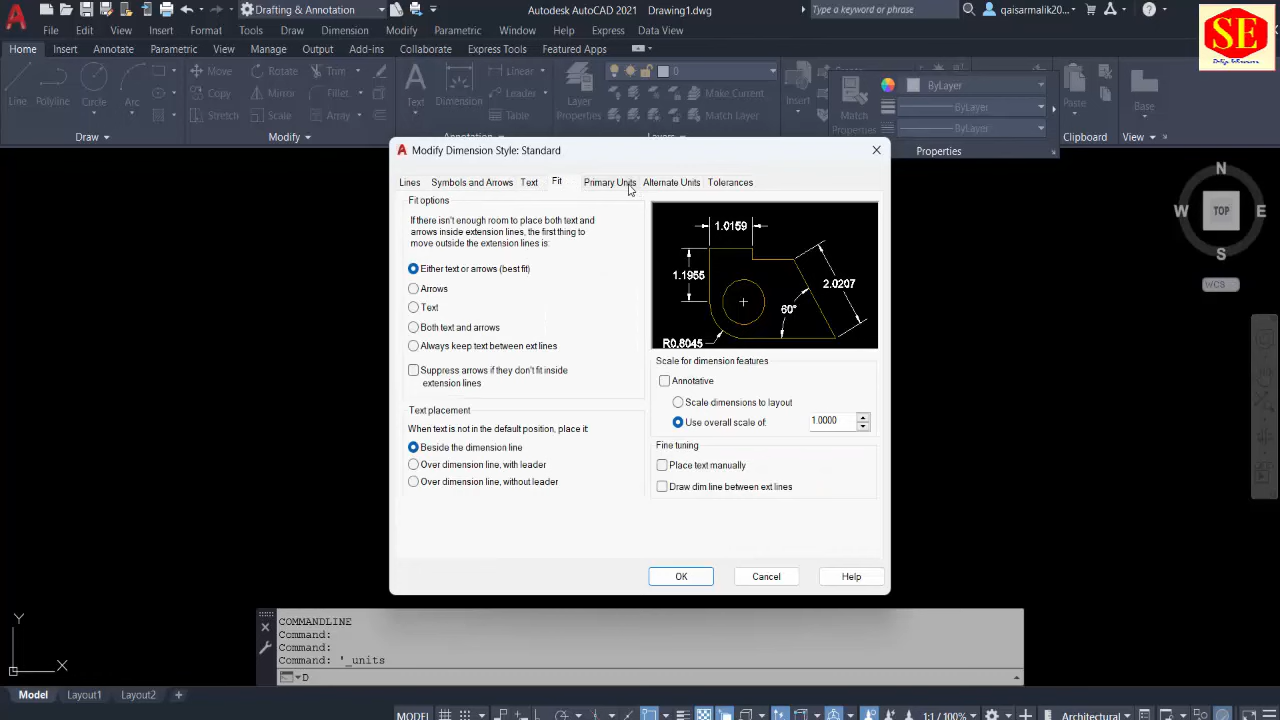 Drafting & Annotation
Autodesk AutoCAD 2021 Drawing1.dwg
Type a keyword or phrase
qaisarmalik20...
SE
File Edit View Insert Format Tools Draw Dimension Modify Parametric Window Help Express Data View
Home Insert Annotate Parametric View Manage Output Add-ins Collaborate Express Tools Featured Apps
Line Polyline Circle Arc
Move Rotate Trim
Copy Mirror Fillet
Stretch Scale Array
Text Dimension
Linear
Leader
Table
Layer
Properties
0
Make Current
Match Layer
Insert
Match
Properties
ByLayer
ByLayer
ByLayer
Paste
Base
Draw Modify Annotation Layers Properties Clipboard View
Modify Dimension Style: Standard
Lines Symbols and Arrows Text Fit Primary Units Alternate Units Tolerances
Fit options
If there isn't enough room to place both text and
arrows inside extension lines, the first thing to
move outside the extension lines is:
Either text or arrows (best fit)
Arrows
Text
Both text and arrows
Always keep text between ext lines
Suppress arrows if they don't fit inside
extension lines
Text placement
When text is not in the default position, place it:
Beside the dimension line
Over dimension line, with leader
Over dimension line, without leader
1.0159
1.1955
2.0207
60°
R0.8045
Scale for dimension features
Annotative
Scale dimensions to layout
Use overall scale of: 1.0000
Fine tuning
Place text manually
Draw dim line between ext lines
OK Cancel Help
N
W TOP E
S
WCS
Y
X
COMMANDLINE
Command:
Command:
Command: '_units
D
Model Layout1 Layout2 +
MODEL 1:1 / 100% Architectural